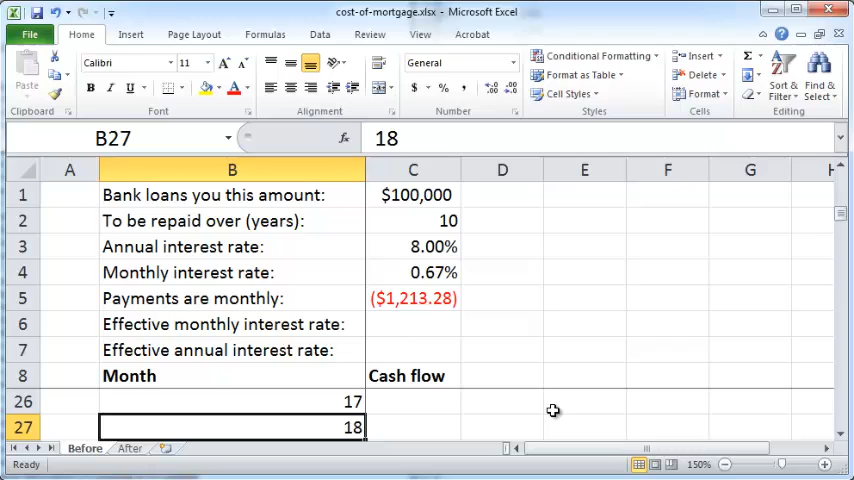 cost-of-mortgage.xlsx - Microsoft Excel
File Home Insert Page Layout Formulas Data Review View Acrobat
Calibri 11 General Conditional Formatting Insert
Paste B I U $ % , Format as Table Delete Sort & Filter Find & Select
Cell Styles Format
Clipboard Font Alignment Number Styles Cells Editing
B27 fx 18
A B C D E F G H
1 Bank loans you this amount: $100,000
2 To be repaid over (years): 10
3 Annual interest rate: 8.00%
4 Monthly interest rate: 0.67%
5 Payments are monthly: ($1,213.28)
6 Effective monthly interest rate:
7 Effective annual interest rate:
8 Month Cash flow
26 17
27 18
Before After
Ready 150%